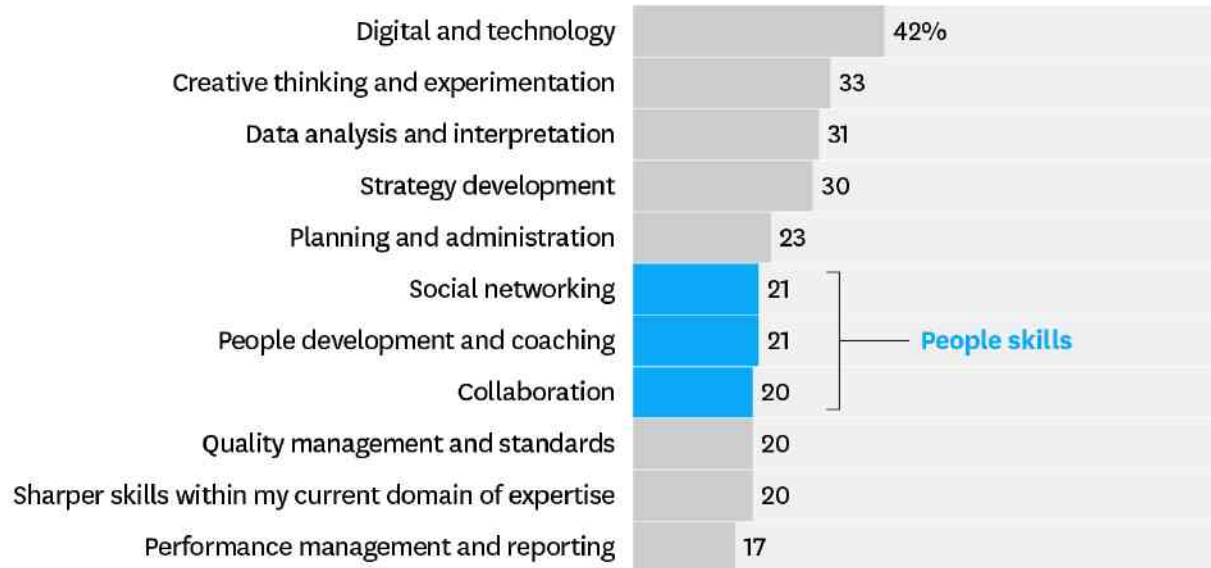 Digital and technology 42%
Creative thinking and experimentation 33
Data analysis and interpretation 31
Strategy development 30
Planning and administration 23
Social networking 21
People development and coaching 21 People skills
Collaboration 20
Quality management and standards 20
Sharper skills within my current domain of expertise 20
Performance management and reporting 17